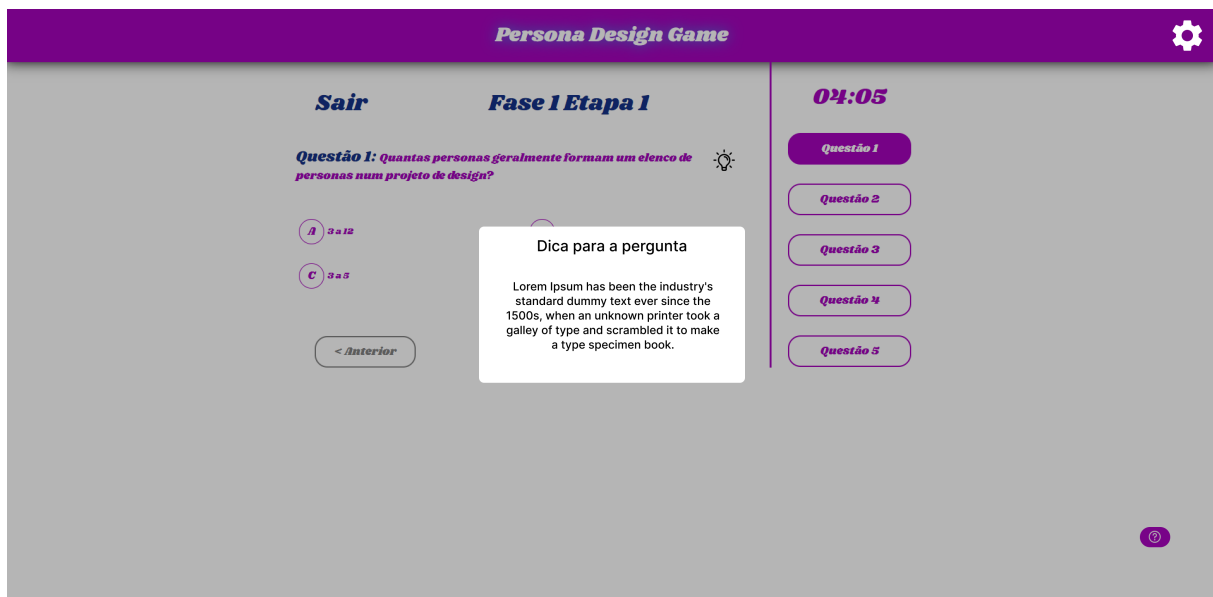 Persona Design Game
Sair
Fase 1 Etapa 1
04:05
Questão 1: Quantas personas geralmente formam um elenco de
personas num projeto de design?
A 3 a 12
C 3 a 5
< Anterior
Dica para a pergunta
Lorem Ipsum has been the industry's
standard dummy text ever since the
1500s, when an unknown printer took a
galley of type and scrambled it to make
a type specimen book.
Questão 1
Questão 2
Questão 3
Questão 4
Questão 5
?